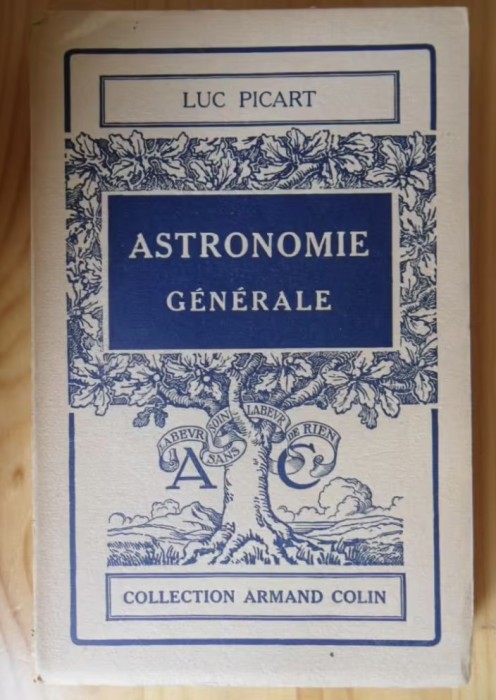 LUC PICART
ASTRONOMIE
GÉNÉRALE
LABEVR SANS SOIN LABEVR DE RIEN
A C
COLLECTION ARMAND COLIN